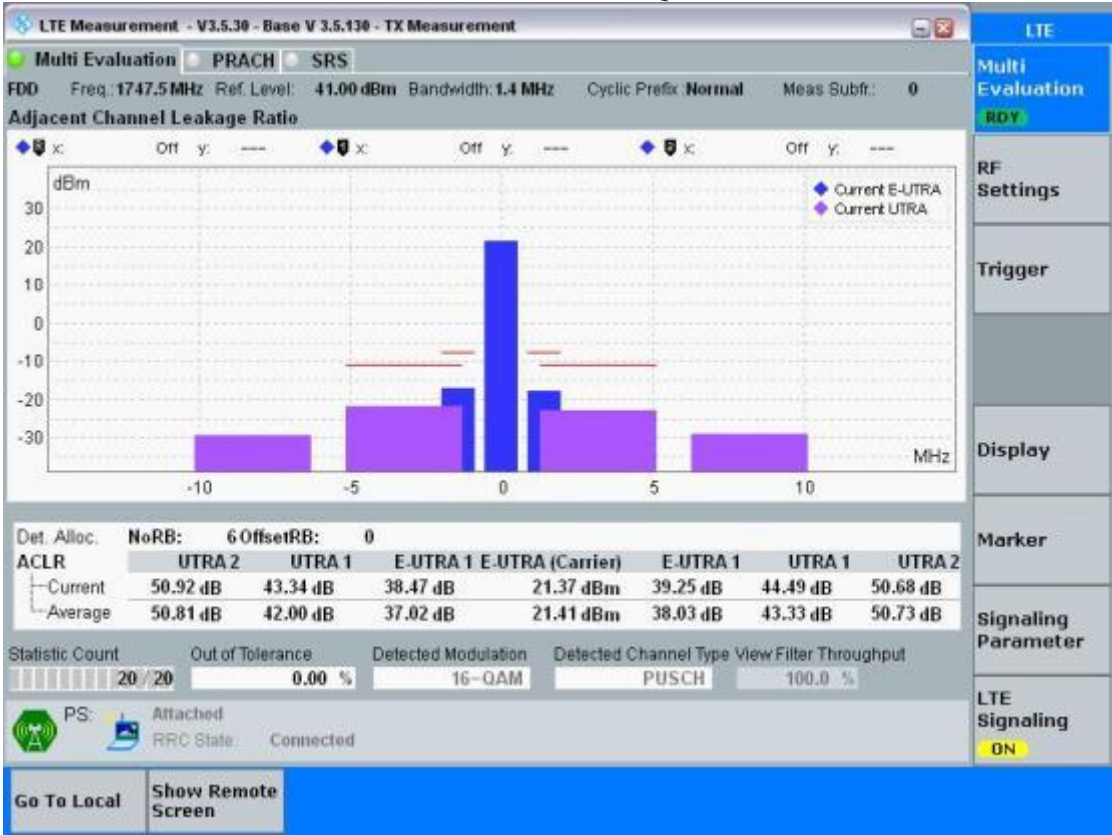 LTE Measurement - V3.5.30 - Base V 3.5.130 - TX Measurement
LTE
Multi Evaluation PRACH SRS
Multi
Evaluation
RDY
FDD Freq.: 1747.5 MHz Ref. Level: 41.00 dBm Bandwidth: 1.4 MHz Cyclic Prefix: Normal Meas Subfr.: 0
Adjacent Channel Leakage Ratio
x: Off y: --- x: Off y: --- x: Off y: ---
dBm
Current E-UTRA
Current UTRA
30
20
10
0
-10
-20
-30
MHz
-10 -5 0 5 10
RF
Settings
Trigger
Display
Marker
Signaling
Parameter
LTE
Signaling
ON
Det. Alloc. NoRB: 6 OffsetRB: 0
ACLR UTRA 2 UTRA 1 E-UTRA 1 E-UTRA (Carrier) E-UTRA 1 UTRA 1 UTRA 2
Current 50.92 dB 43.34 dB 38.47 dB 21.37 dBm 39.25 dB 44.49 dB 50.68 dB
Average 50.81 dB 42.00 dB 37.02 dB 21.41 dBm 38.03 dB 43.33 dB 50.73 dB
Statistic Count Out of Tolerance Detected Modulation Detected Channel Type View Filter Throughput
20 / 20 0.00 % 16-QAM PUSCH 100.0 %
PS: Attached
RRC State: Connected
Go To Local
Show Remote
Screen